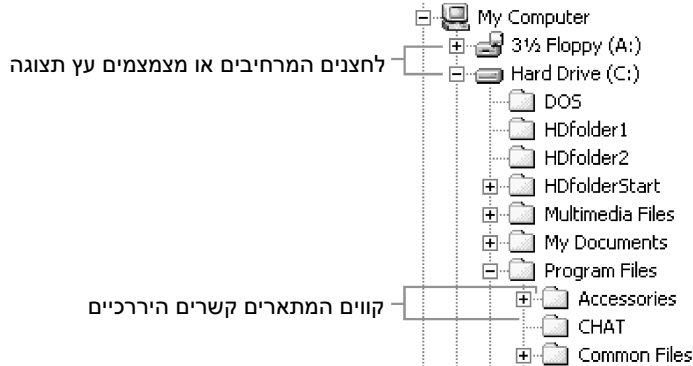 My Computer
3½ Floppy (A:)
לחצנים המרחיבים או מצמצמים עץ תצוגה
Hard Drive (C:)
DOS
HDfolder1
HDfolder2
HDfolderStart
Multimedia Files
My Documents
Program Files
Accessories
קווים המתארים קשרים היררכיים
CHAT
Common Files